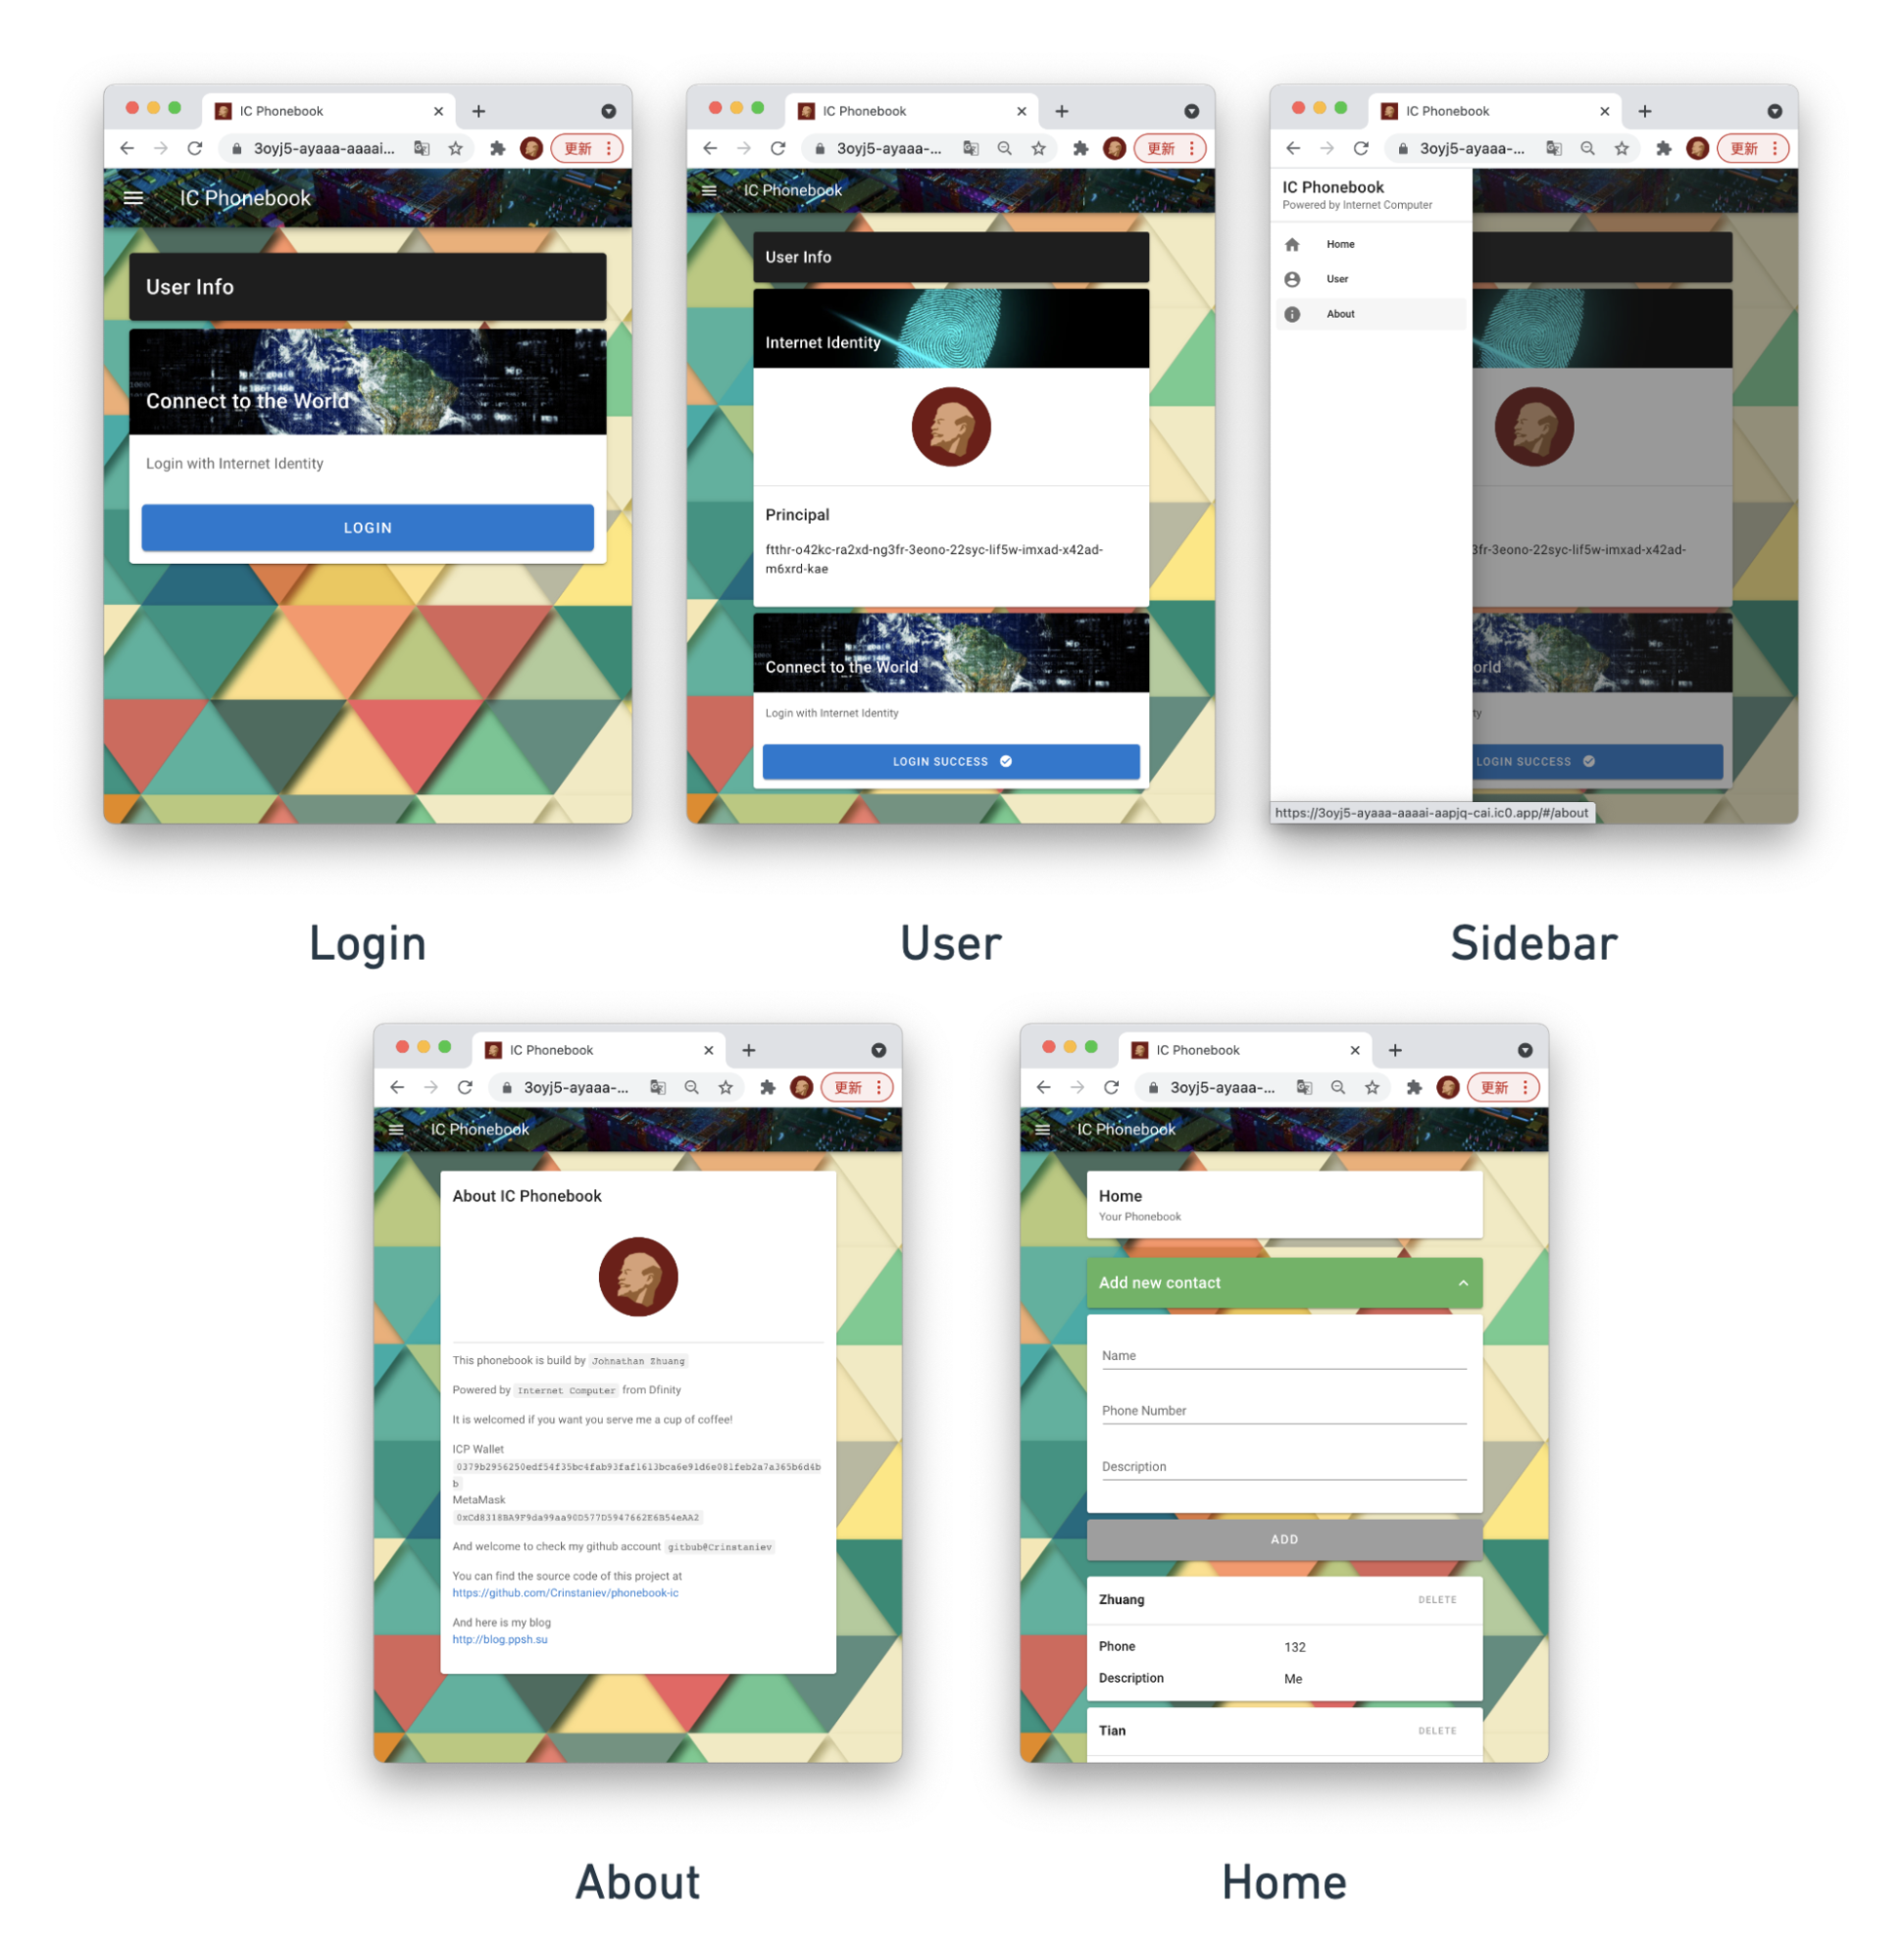 IC Phonebook
3oyj5-ayaaa-aaaai...
更新
IC Phonebook
User Info
Connect to the World
Login with Internet Identity
LOGIN
IC Phonebook
3oyj5-ayaaa-...
更新
IC Phonebook
User Info
Internet Identity
Principal
ftthr-o42kc-ra2xd-ng3fr-3eono-22syc-lif5w-imxad-x42ad-
m6xrd-kae
Connect to the World
Login with Internet Identity
LOGIN SUCCESS
IC Phonebook
3oyj5-ayaaa-...
更新
IC Phonebook
Powered by Internet Computer
Home
User
About
3fr-3eono-22syc-lif5w-imxad-x42ad-
orld
ty
LOGIN SUCCESS
https://3oyj5-ayaaa-aaaai-aapjq-cai.ic0.app/#/about
Login
User
Sidebar
IC Phonebook
3oyj5-ayaaa-...
更新
IC Phonebook
About IC Phonebook
This phonebook is build by Johnathan Zhuang
Powered by Internet Computer from Dfinity
It is welcomed if you want you serve me a cup of coffee!
ICP Wallet
0379b2956250edf54f35bc4fab93faf1613bca6e91d6e081feb2a7a365b6d4b
b
MetaMask
0xCd8318BA9F9da99aa90D577D5947662E6B54eAA2
And welcome to check my github account gitbub@Crinstaniev
You can find the source code of this project at
https://github.com/Crinstaniev/phonebook-ic
And here is my blog
http://blog.ppsh.su
IC Phonebook
3oyj5-ayaaa-...
更新
IC Phonebook
Home
Your Phonebook
Add new contact
Name
Phone Number
Description
ADD
Zhuang DELETE
Phone 132
Description Me
Tian DELETE
About
Home